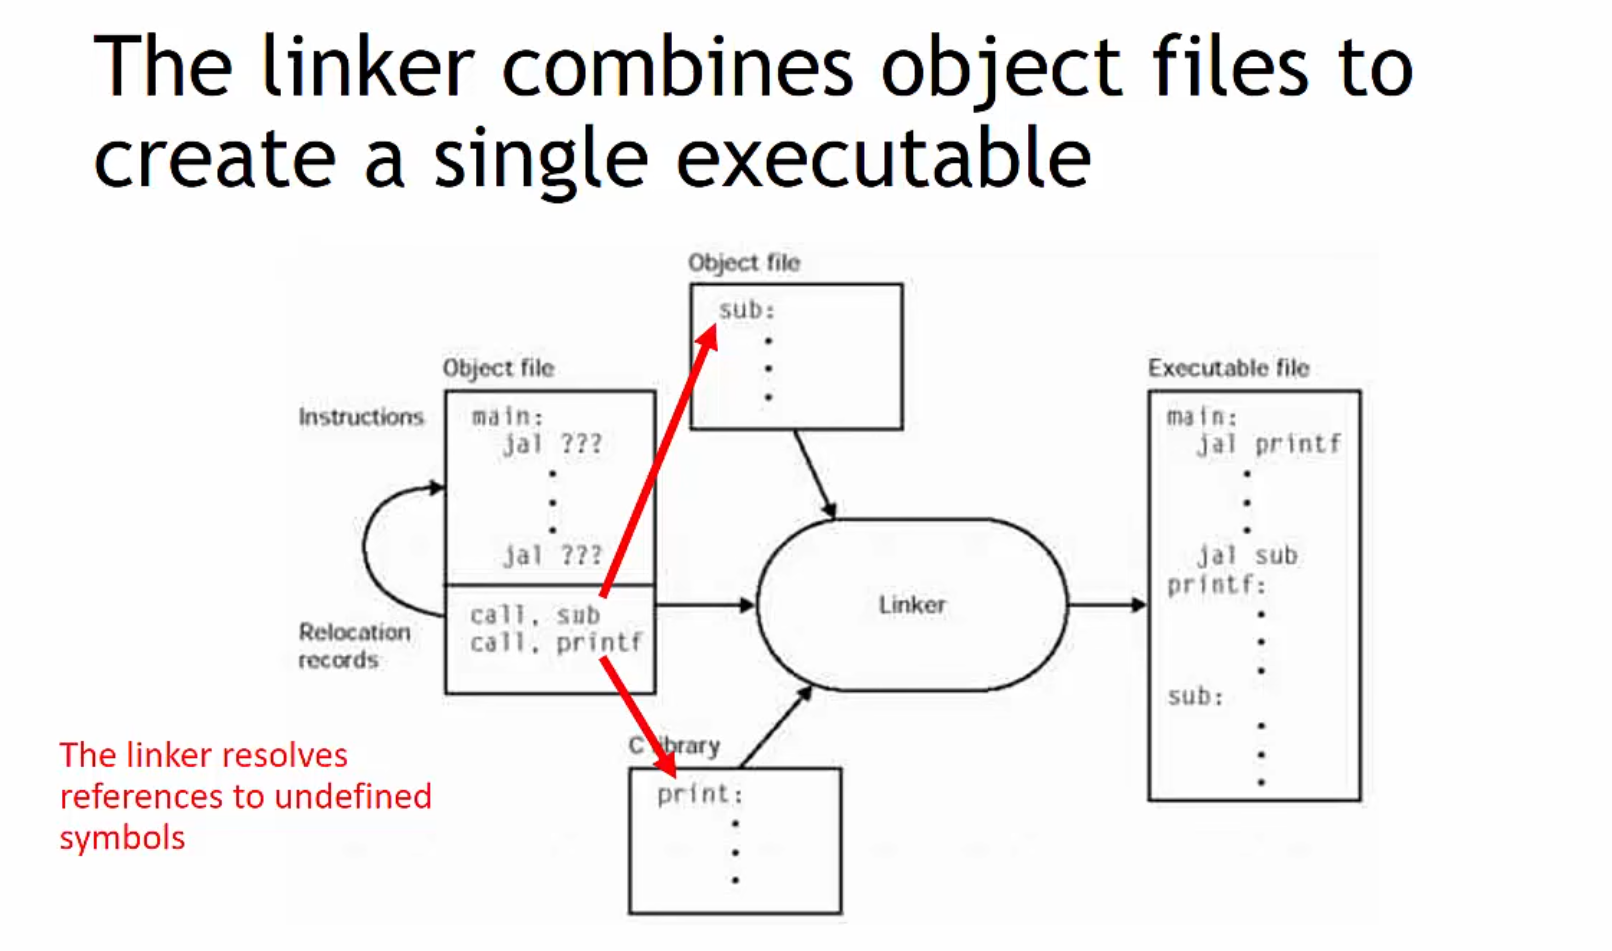 The linker combines object files to
create a single executable
Object file
sub:
Object file
Instructions
main:
jal ???
jal ???
Relocation
records
call, sub
call, printf
Linker
C library
print:
Executable file
main:
jal printf
jal sub
printf:
sub:
The linker resolves
references to undefined
symbols